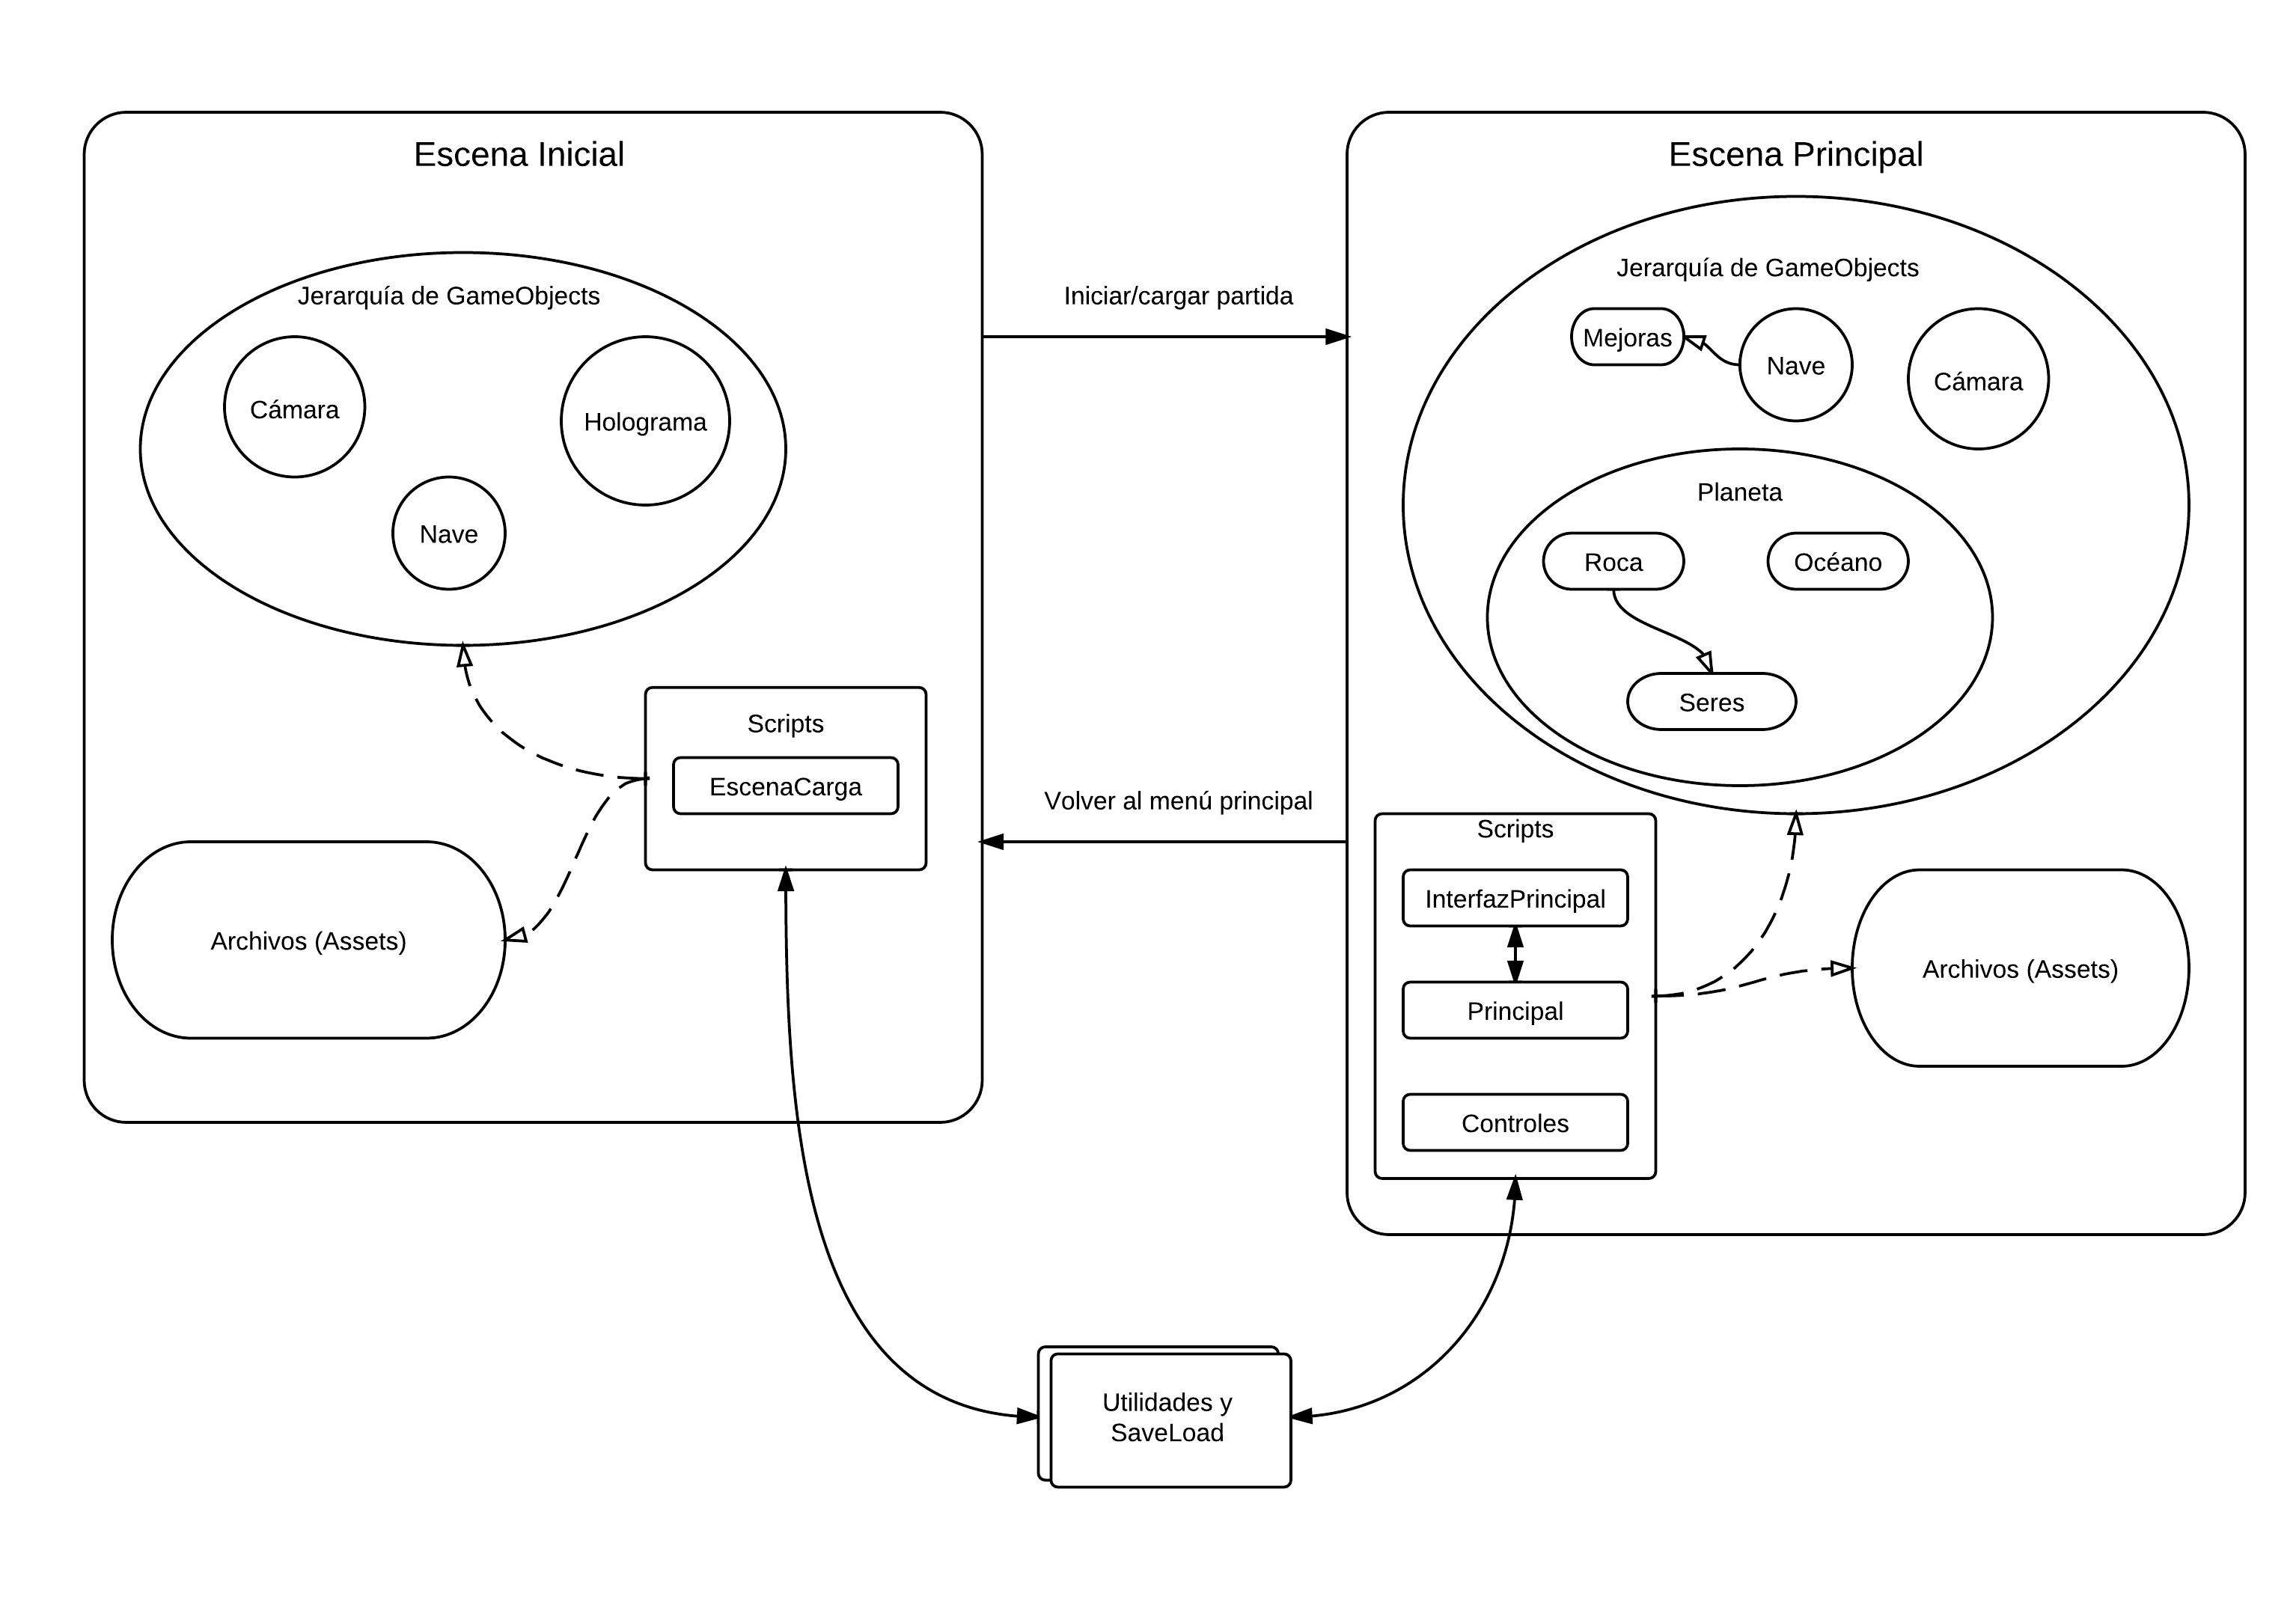 Escena Inicial
Jerarquía de GameObjects
Cámara
Holograma
Nave
Scripts
EscenaCarga
Archivos (Assets)
Iniciar/cargar partida
Volver al menú principal
Escena Principal
Jerarquía de GameObjects
Mejoras
Nave
Cámara
Planeta
Roca
Océano
Seres
Scripts
InterfazPrincipal
Principal
Controles
Archivos (Assets)
Utilidades y
SaveLoad